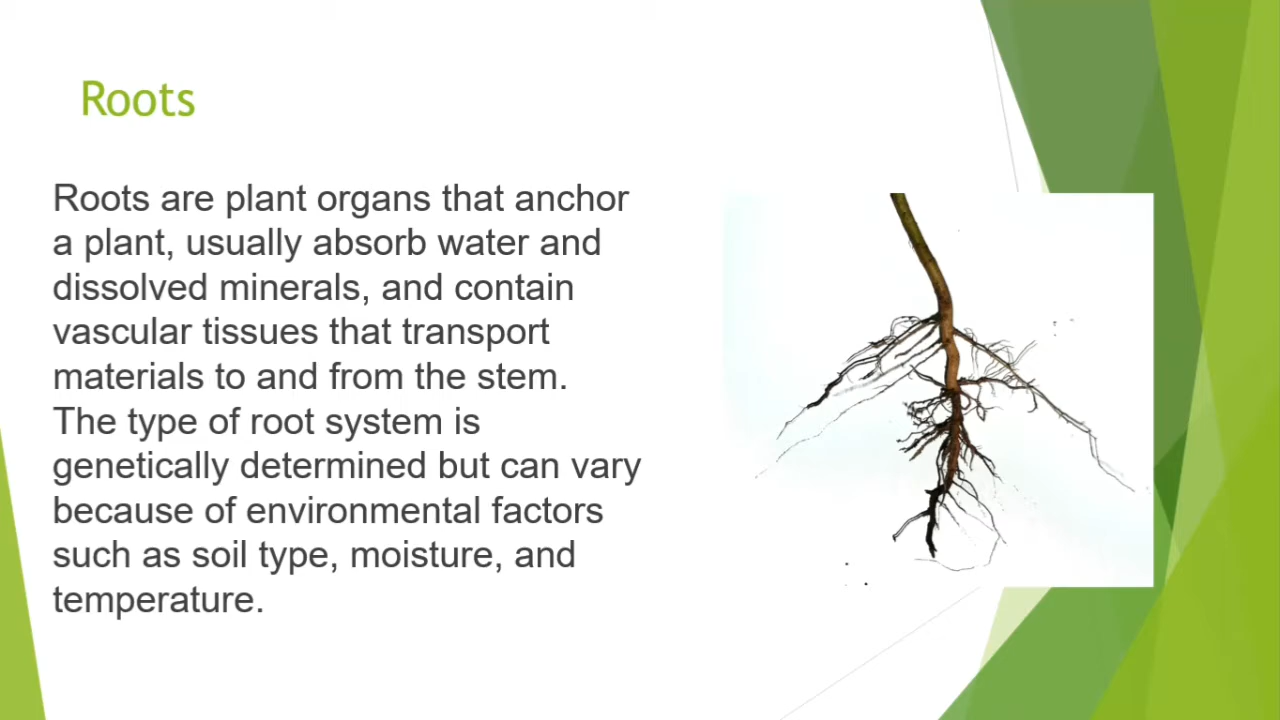 Roots
Roots are plant organs that anchor
a plant, usually absorb water and
dissolved minerals, and contain
vascular tissues that transport
materials to and from the stem.
The type of root system is
genetically determined but can vary
because of environmental factors
such as soil type, moisture, and
temperature.